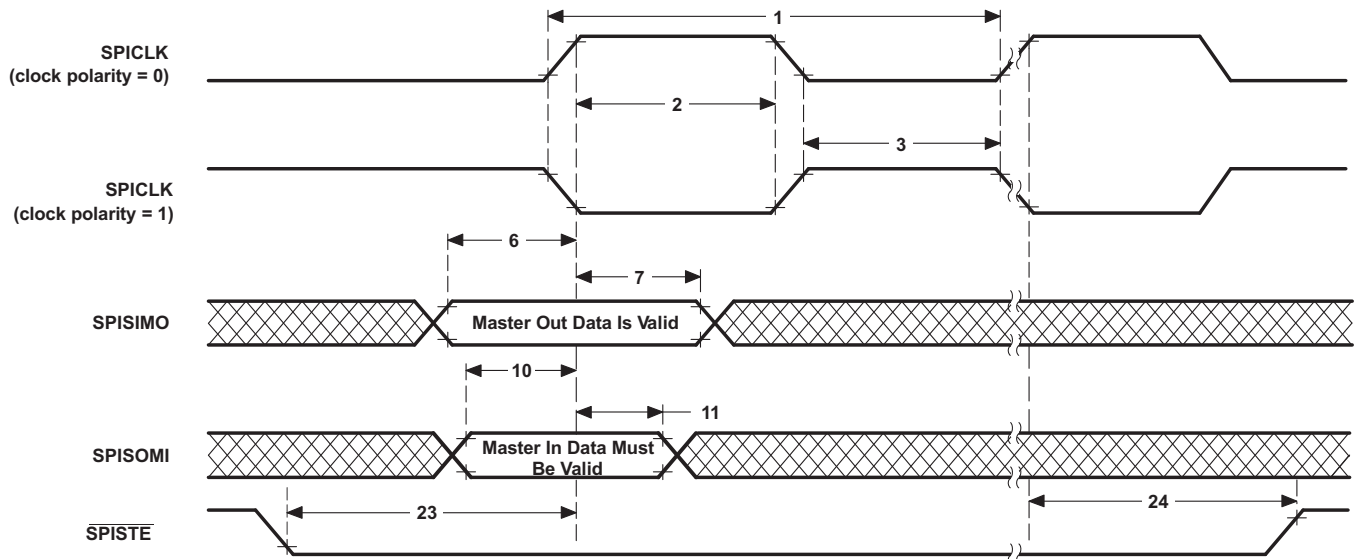 1
SPICLK
(clock polarity = 0)
2
3
SPICLK
(clock polarity = 1)
6
7
SPISIMO
Master Out Data Is Valid
10
11
SPISOMI
Master In Data Must
Be Valid
23
24
SPISTE